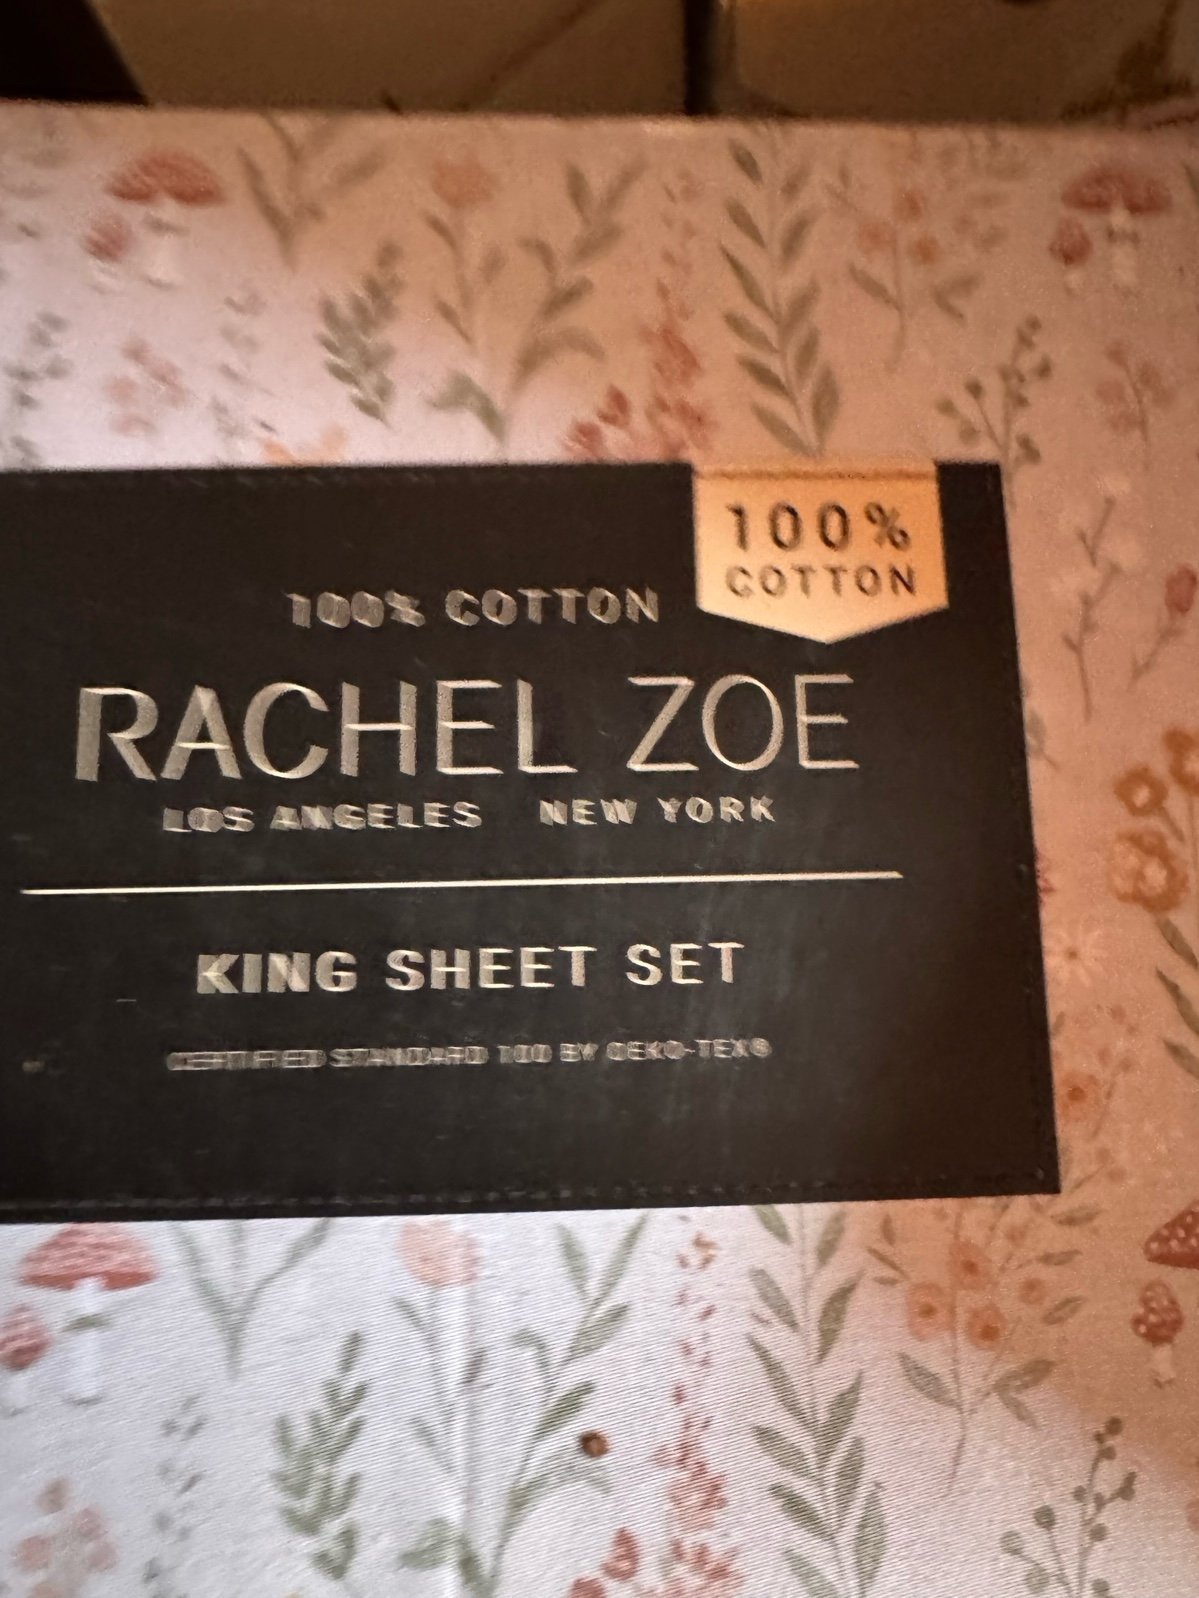 100%
COTTON
100% COTTON
RACHEL ZOE
LOS ANGELES NEW YORK
KING SHEET SET
CERTIFIED STANDARD 100 BY OEKO-TEX®